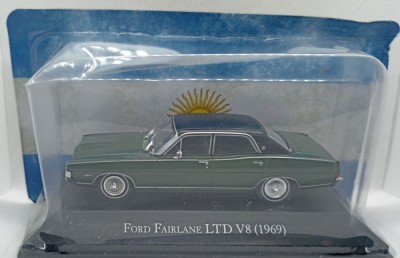 FORD FAIRLANE LTD V8 (1969)